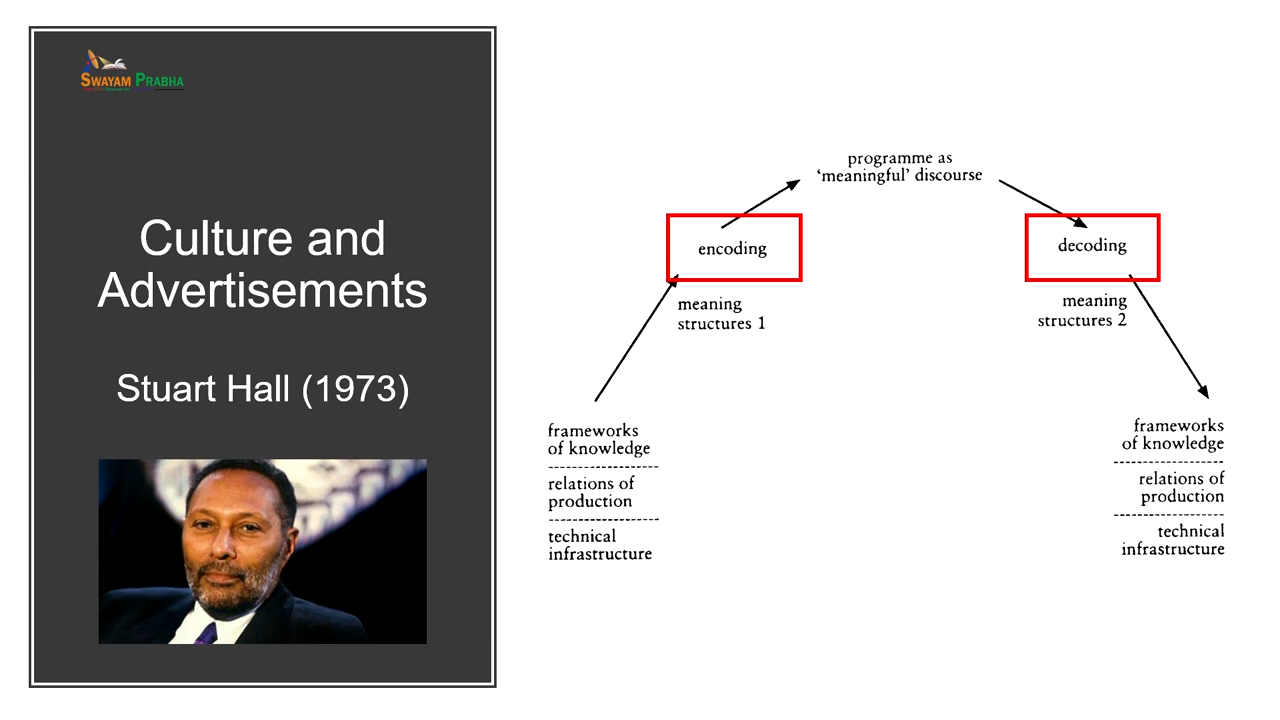 SWAYAM PRABHA
Culture and
Advertisements
Stuart Hall (1973)
programme as
‘meaningful’ discourse
encoding
decoding
meaning
structures 1
meaning
structures 2
frameworks
of knowledge
relations of
production
technical
infrastructure
frameworks
of knowledge
relations of
production
technical
infrastructure